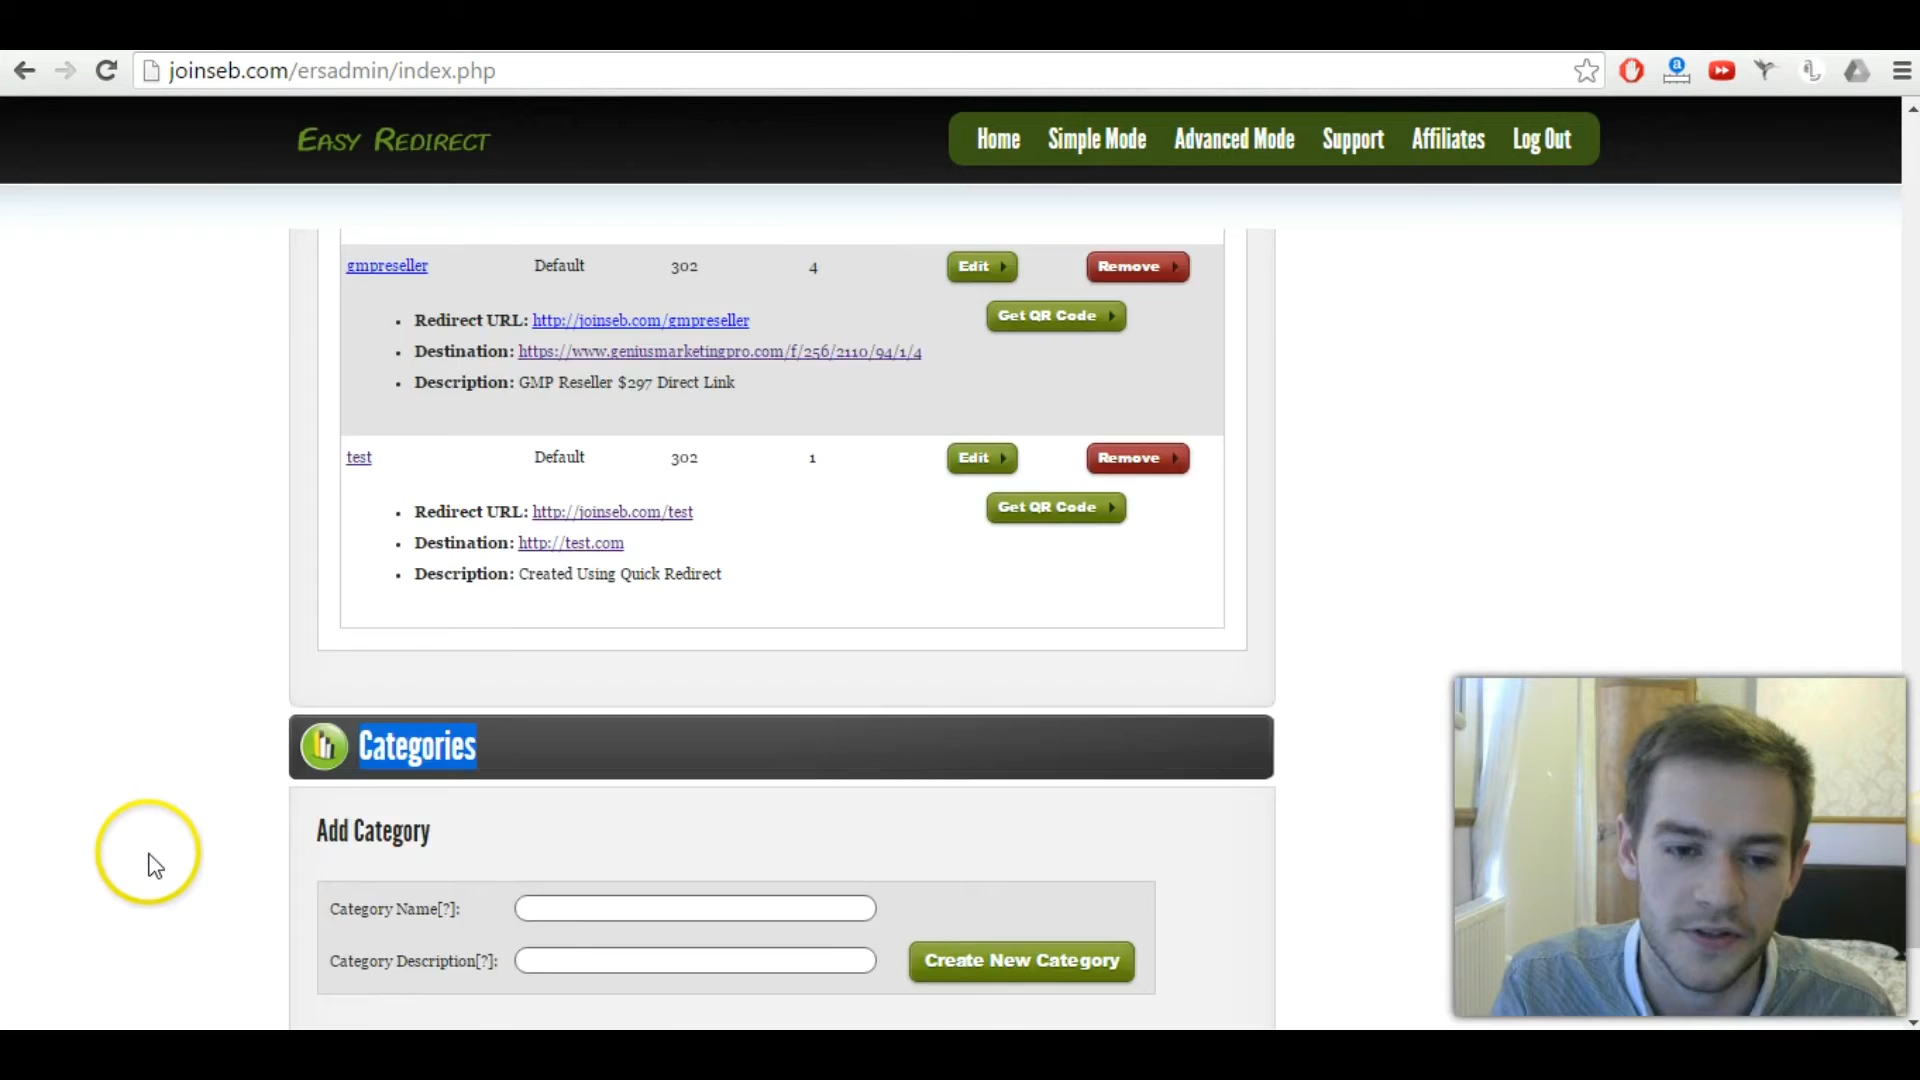 joinseb.com/ersadmin/index.php
Easy Redirect
Home Simple Mode Advanced Mode Support Affiliates Log Out
gmpreseller Default 302 4 Edit Remove
Redirect URL: http://joinseb.com/gmpreseller Get QR Code
Destination: https://www.geniusmarketingpro.com/f/256/2110/94/1/4
Description: GMP Reseller $297 Direct Link
test Default 302 1 Edit Remove
Redirect URL: http://joinseb.com/test Get QR Code
Destination: http://test.com
Description: Created Using Quick Redirect
Categories
Add Category
Category Name[?]:
Category Description[?]: Create New Category